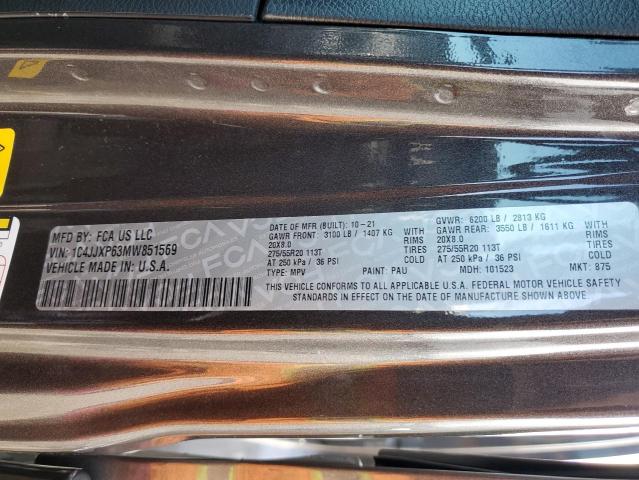 MFD BY: FCA US LLC
VIN: 1C4JJXP63MW851569
VEHICLE MADE IN U.S.A.
DATE OF MFR (BUILT): 10-21 GVWR: 6200 LB / 2813 KG
GAWR FRONT: 3100 LB / 1407 KG WITH GAWR REAR: 3550 LB / 1611 KG WITH
20X8.0 TIRES 20X8.0 TIRES
275/55R20 113T RIMS 275/55R20 113T RIMS
AT 250 kPa / 36 PSI AT 250 kPa / 36 PSI
TYPE: MPV PAINT: PAU MDH: 101523 MKT: 875
THIS VEHICLE CONFORMS TO ALL APPLICABLE U.S.A. FEDERAL MOTOR VEHICLE SAFETY
STANDARDS IN EFFECT ON THE DATE OF MANUFACTURE SHOWN ABOVE.